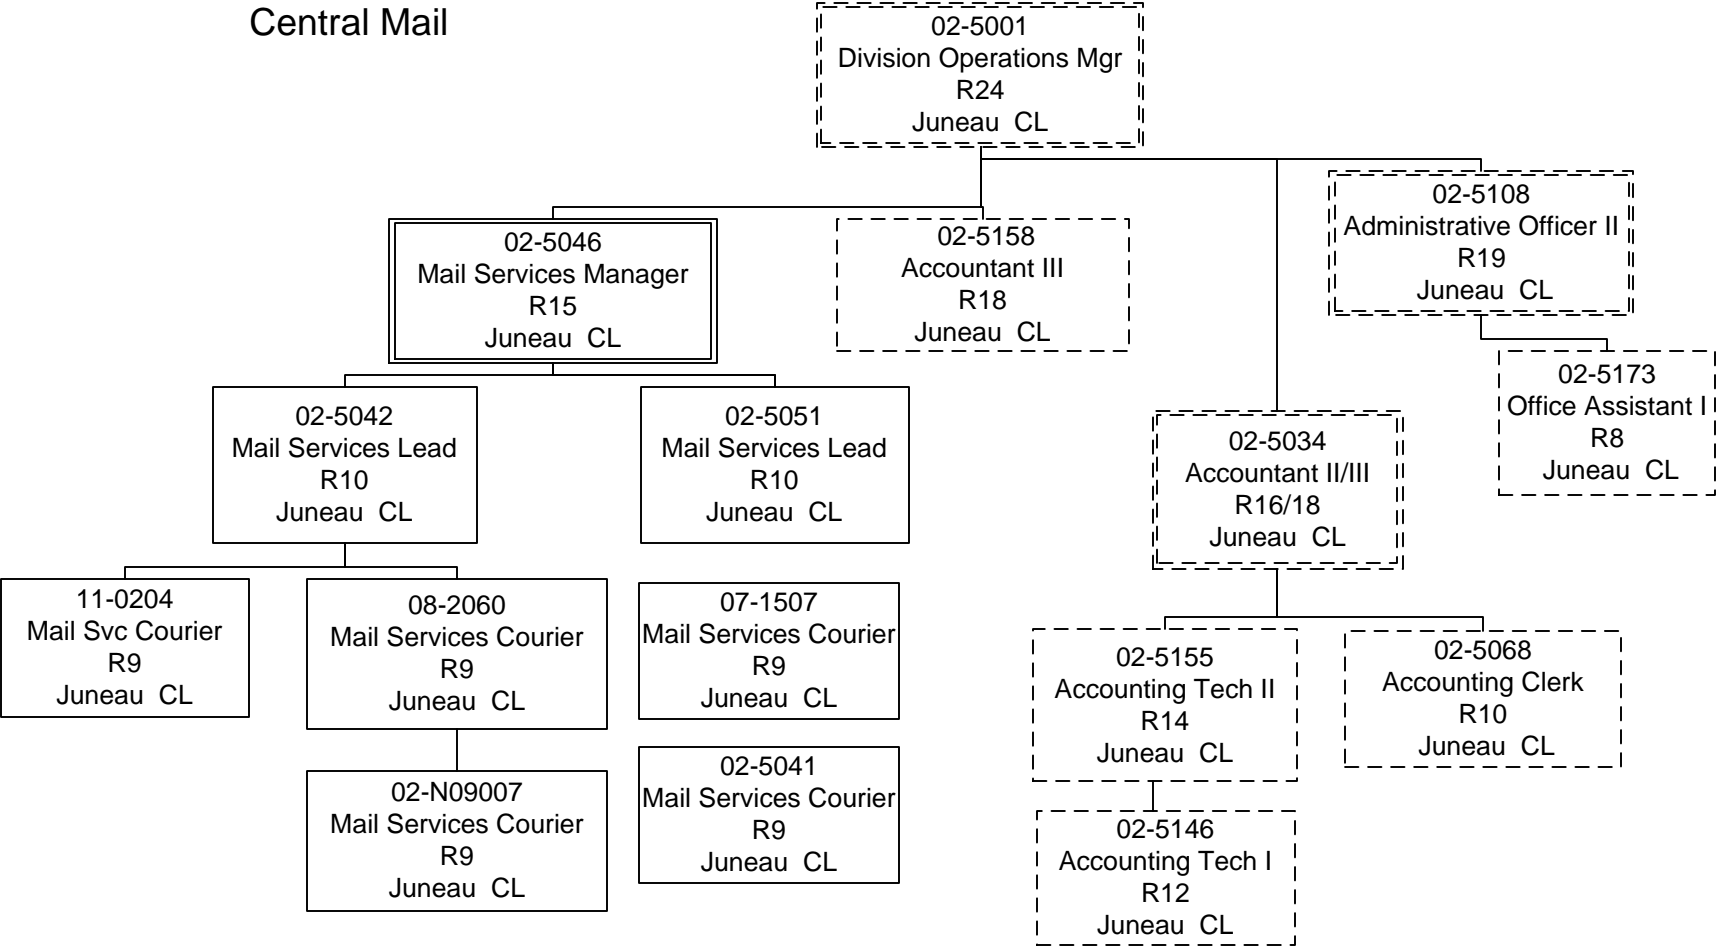 Central Mail
02-5001
Division Operations Mgr
R24
Juneau CL
02-5046
Mail Services Manager
R15
Juneau CL
02-5158
Accountant III
R18
Juneau CL
02-5108
Administrative Officer II
R19
Juneau CL
02-5173
Office Assistant I
R8
Juneau CL
02-5042
Mail Services Lead
R10
Juneau CL
02-5051
Mail Services Lead
R10
Juneau CL
02-5034
Accountant II/III
R16/18
Juneau CL
11-0204
Mail Svc Courier
R9
Juneau CL
08-2060
Mail Services Courier
R9
Juneau CL
07-1507
Mail Services Courier
R9
Juneau CL
02-5155
Accounting Tech II
R14
Juneau CL
02-5068
Accounting Clerk
R10
Juneau CL
02-N09007
Mail Services Courier
R9
Juneau CL
02-5041
Mail Services Courier
R9
Juneau CL
02-5146
Accounting Tech I
R12
Juneau CL